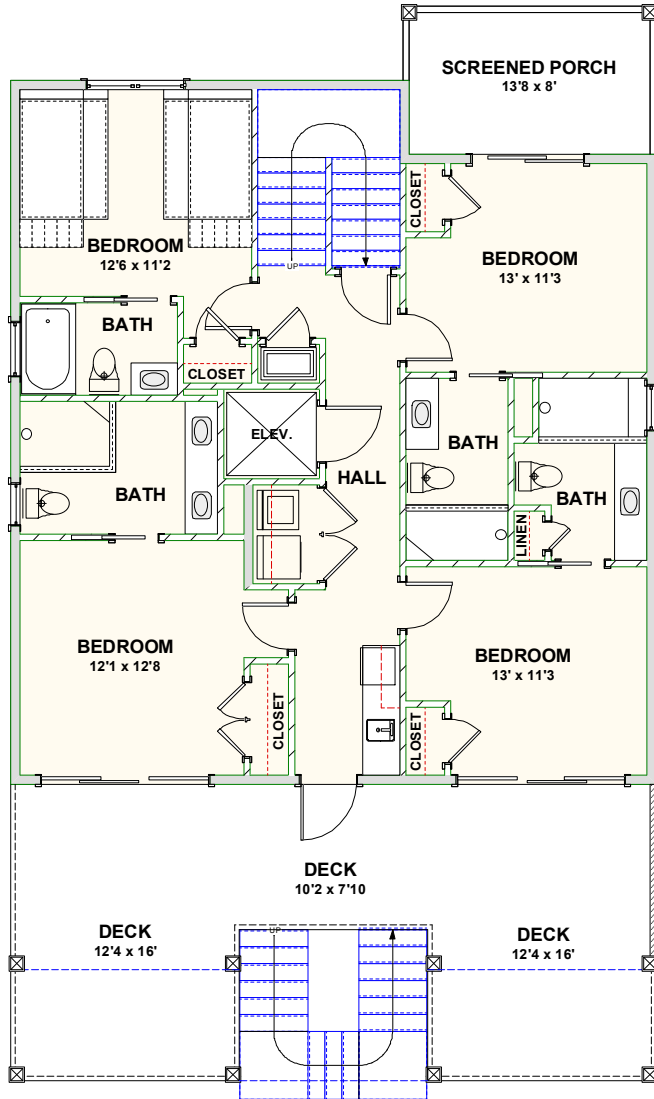 SCREENED PORCH
13'8 x 8'
CLOSET
BEDROOM
12'6 x 11'2
BEDROOM
13' x 11'3
UP
BATH
CLOSET
ELEV.
BATH
HALL
BATH
BATH
LINEN
BEDROOM
12'1 x 12'8
BEDROOM
13' x 11'3
CLOSET
CLOSET
DECK
10'2 x 7'10
DECK
12'4 x 16'
UP
DECK
12'4 x 16'